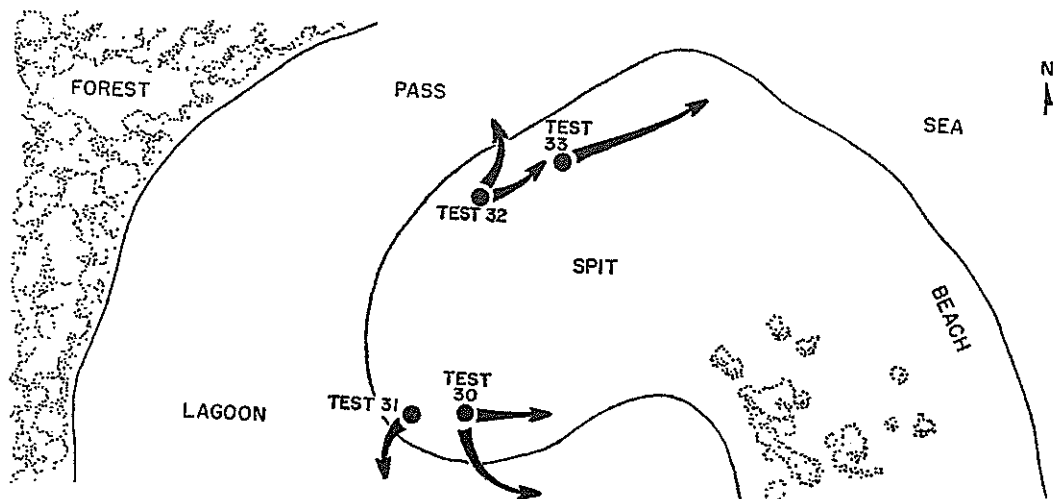 FOREST
PASS
N
SEA
TEST
33
TEST 32
SPIT
BEACH
TEST
30
TEST 31
LAGOON